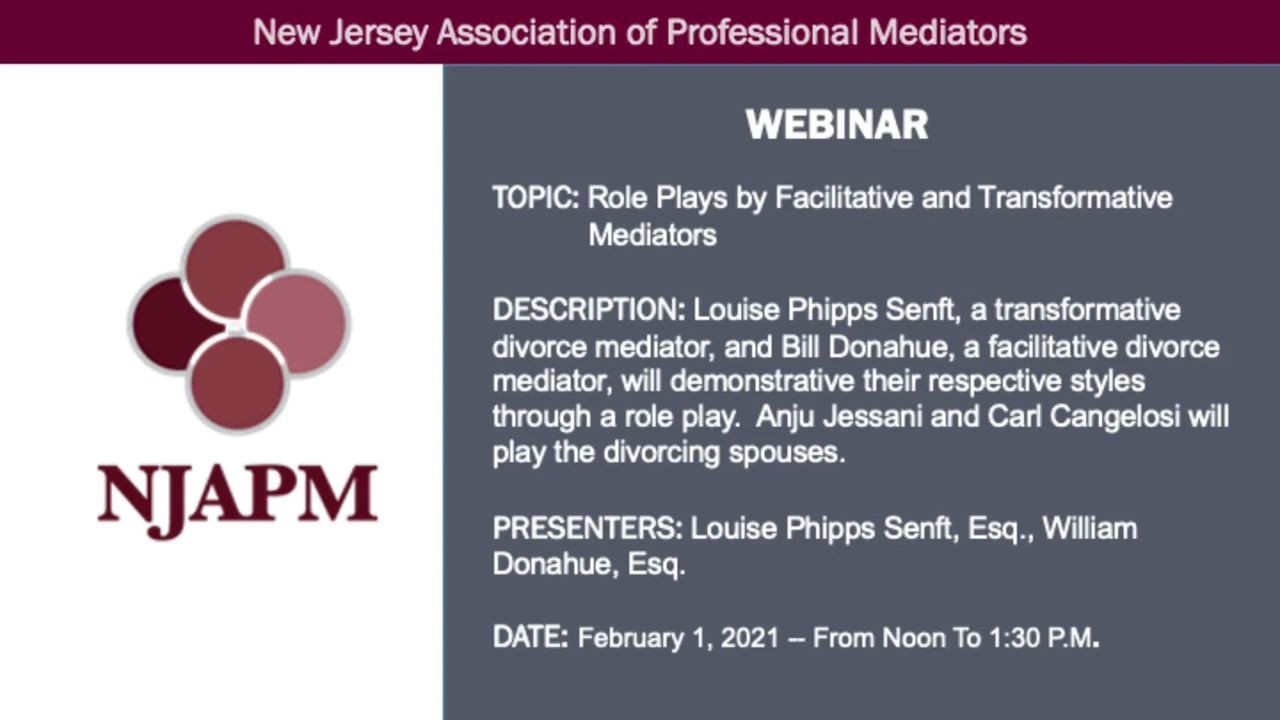 New Jersey Association of Professional Mediators
NJAPM
WEBINAR
TOPIC: Role Plays by Facilitative and Transformative
Mediators
DESCRIPTION: Louise Phipps Senft, a transformative
divorce mediator, and Bill Donahue, a facilitative divorce
mediator, will demonstrative their respective styles
through a role play.  Anju Jessani and Carl Cangelosi will
play the divorcing spouses.
PRESENTERS: Louise Phipps Senft, Esq., William
Donahue, Esq.
DATE: February 1, 2021 -- From Noon To 1:30 P.M.